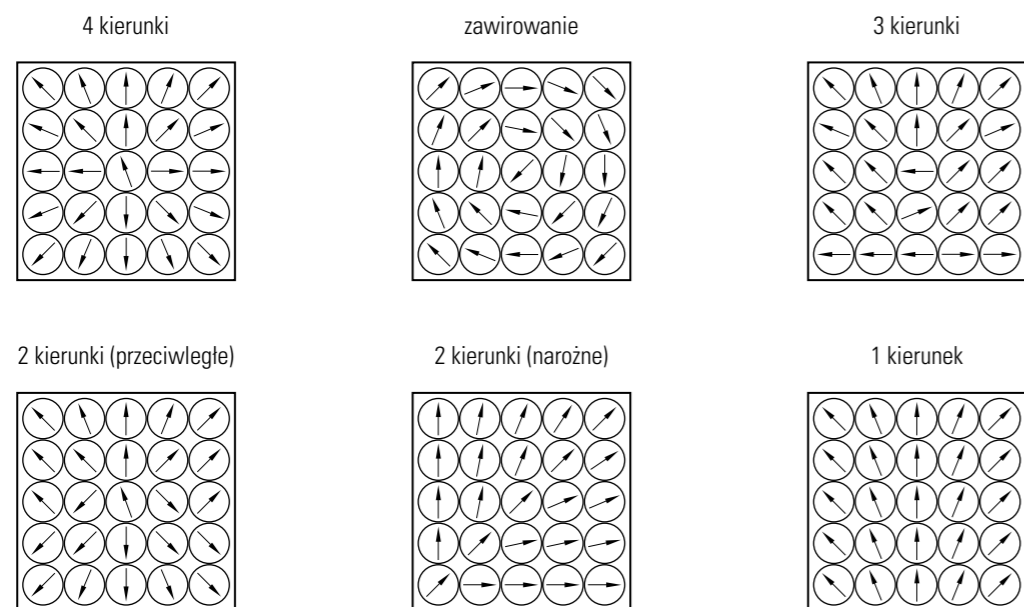 4 kierunki
zawirowanie
3 kierunki
2 kierunki (przeciwległe)
2 kierunki (narożne)
1 kierunek